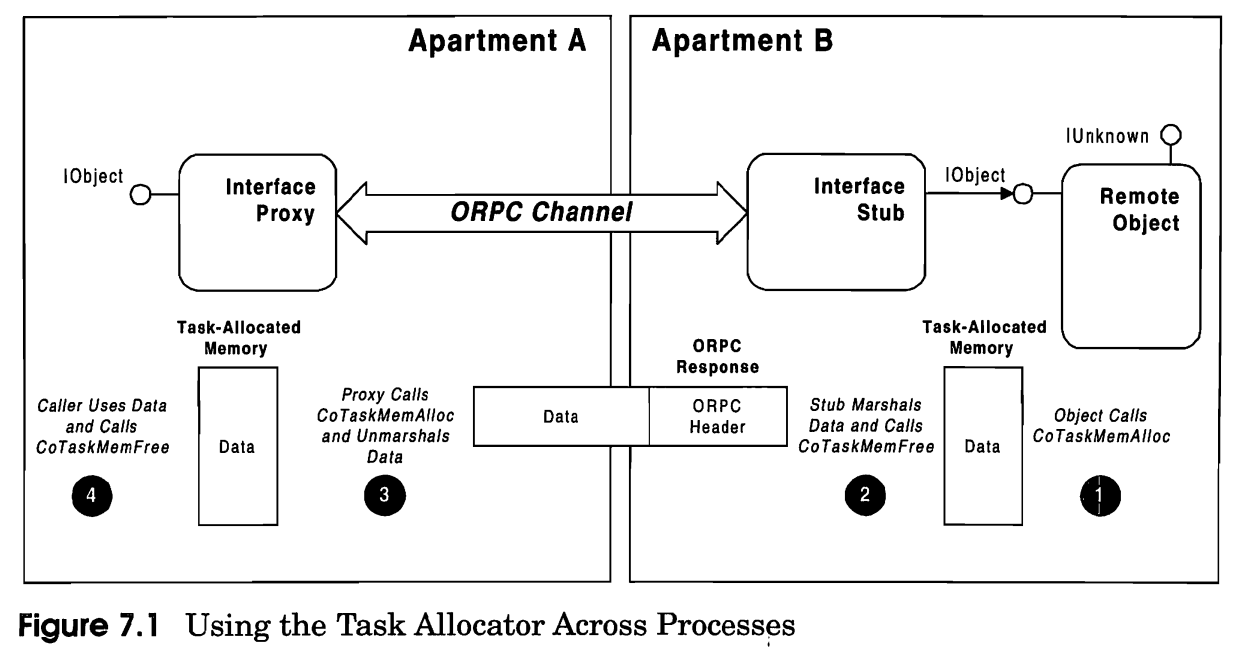 Apartment A
Apartment B
IObject
Interface
Proxy
ORPC Channel
Interface
Stub
IObject
IUnknown
Remote
Object
Task-Allocated
Memory
Data
Caller Uses Data
and Calls
CoTaskMemFree
4
Proxy Calls
CoTaskMemAlloc
and Unmarshals
Data
3
Data
ORPC
Response
ORPC
Header
Stub Marshals
Data and Calls
CoTaskMemFree
2
Task-Allocated
Memory
Data
Object Calls
CoTaskMemAlloc
1
Figure 7.1 Using the Task Allocator Across Processes